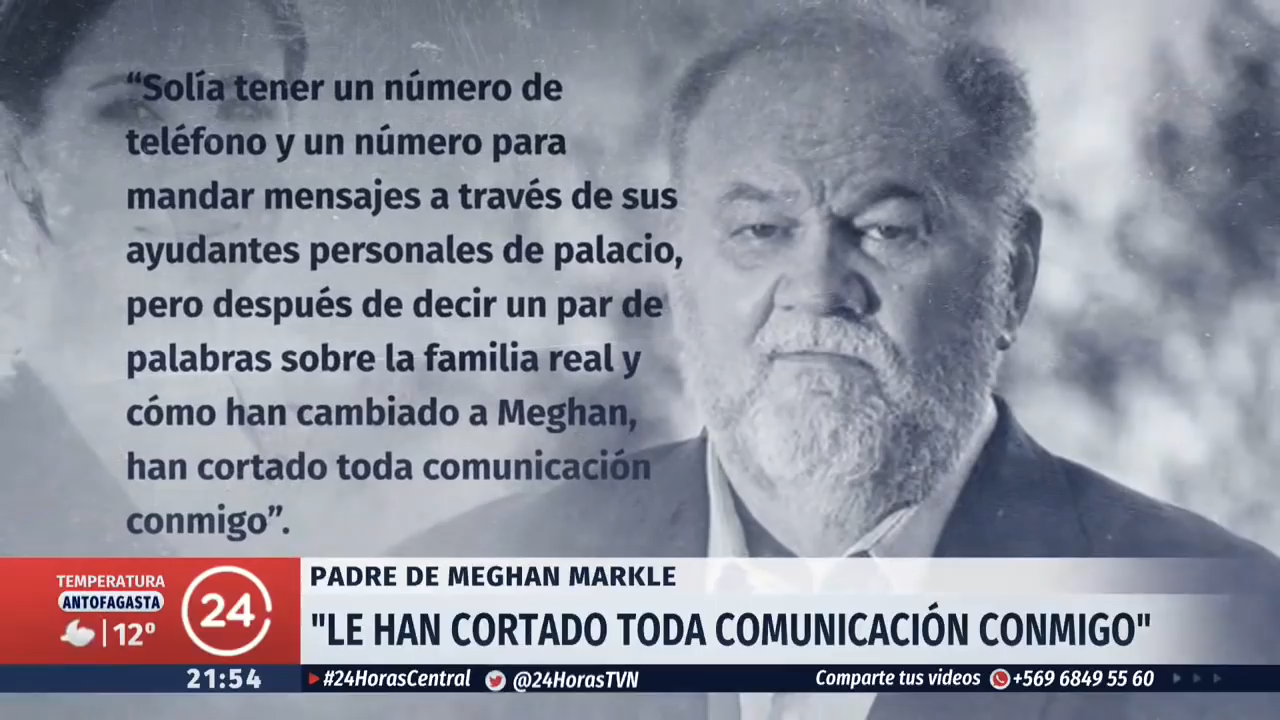 “Solía tener un número de
teléfono y un número para
mandar mensajes a través de sus
ayudantes personales de palacio,
pero después de decir un par de
palabras sobre la familia real y
cómo han cambiado a Meghan,
han cortado toda comunicación
conmigo”.
TEMPERATURA
ANTOFAGASTA
12º
24
PADRE DE MEGHAN MARKLE
"LE HAN CORTADO TODA COMUNICACIÓN CONMIGO"
21:54
#24HorasCentral
@24HorasTVN
Comparte tus videos
+569 6849 55 60